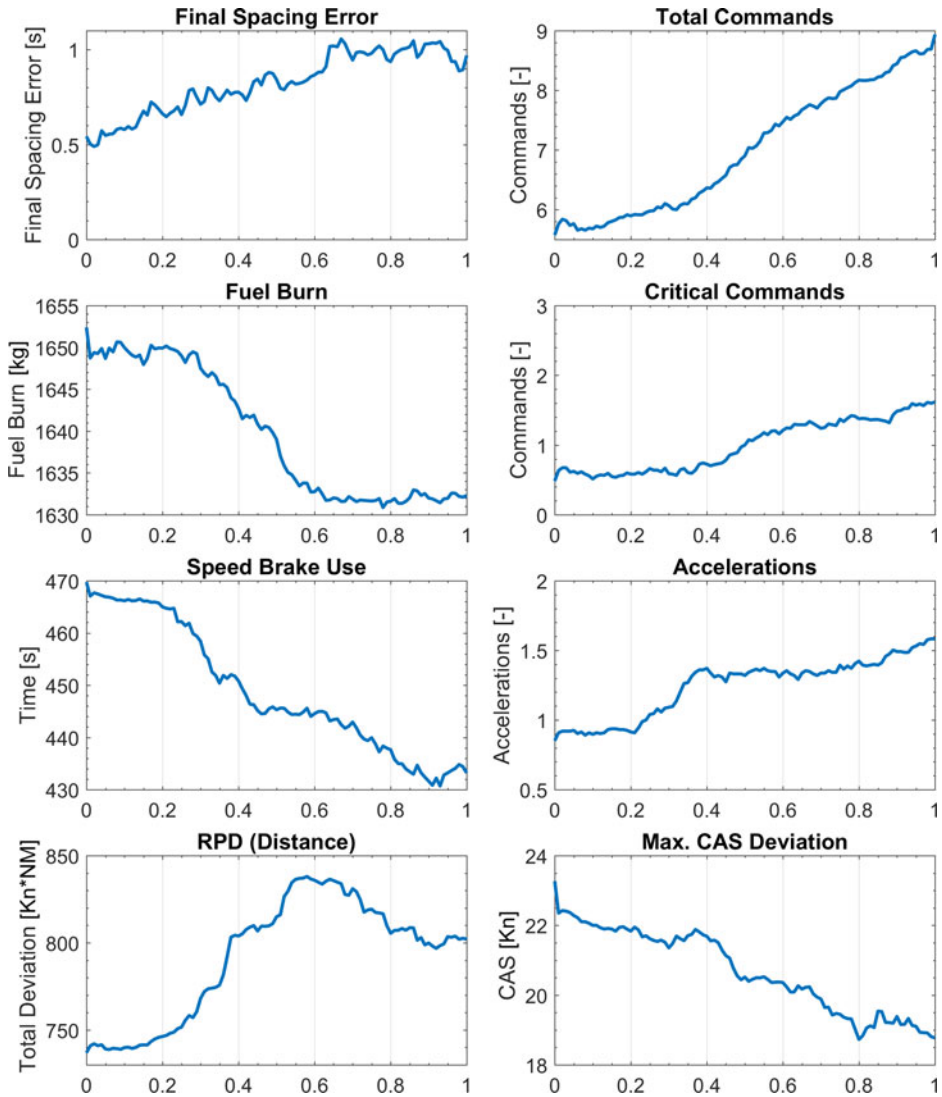 Final Spacing Error
Final Spacing Error [s]
1
0.5
0
0 0.2 0.4 0.6 0.8 1
Total Commands
Commands [-]
9
8
7
6
0 0.2 0.4 0.6 0.8 1
Fuel Burn
Fuel Burn [kg]
1655
1650
1645
1640
1635
1630
0 0.2 0.4 0.6 0.8 1
Critical Commands
Commands [-]
3
2
1
0
0 0.2 0.4 0.6 0.8 1
Speed Brake Use
Time [s]
470
460
450
440
430
0 0.2 0.4 0.6 0.8 1
Accelerations
Accelerations [-]
2
1.5
1
0.5
0 0.2 0.4 0.6 0.8 1
RPD (Distance)
Total Deviation [Kn*NM]
850
800
750
0 0.2 0.4 0.6 0.8 1
Max. CAS Deviation
CAS [Kn]
24
22
20
18
0 0.2 0.4 0.6 0.8 1